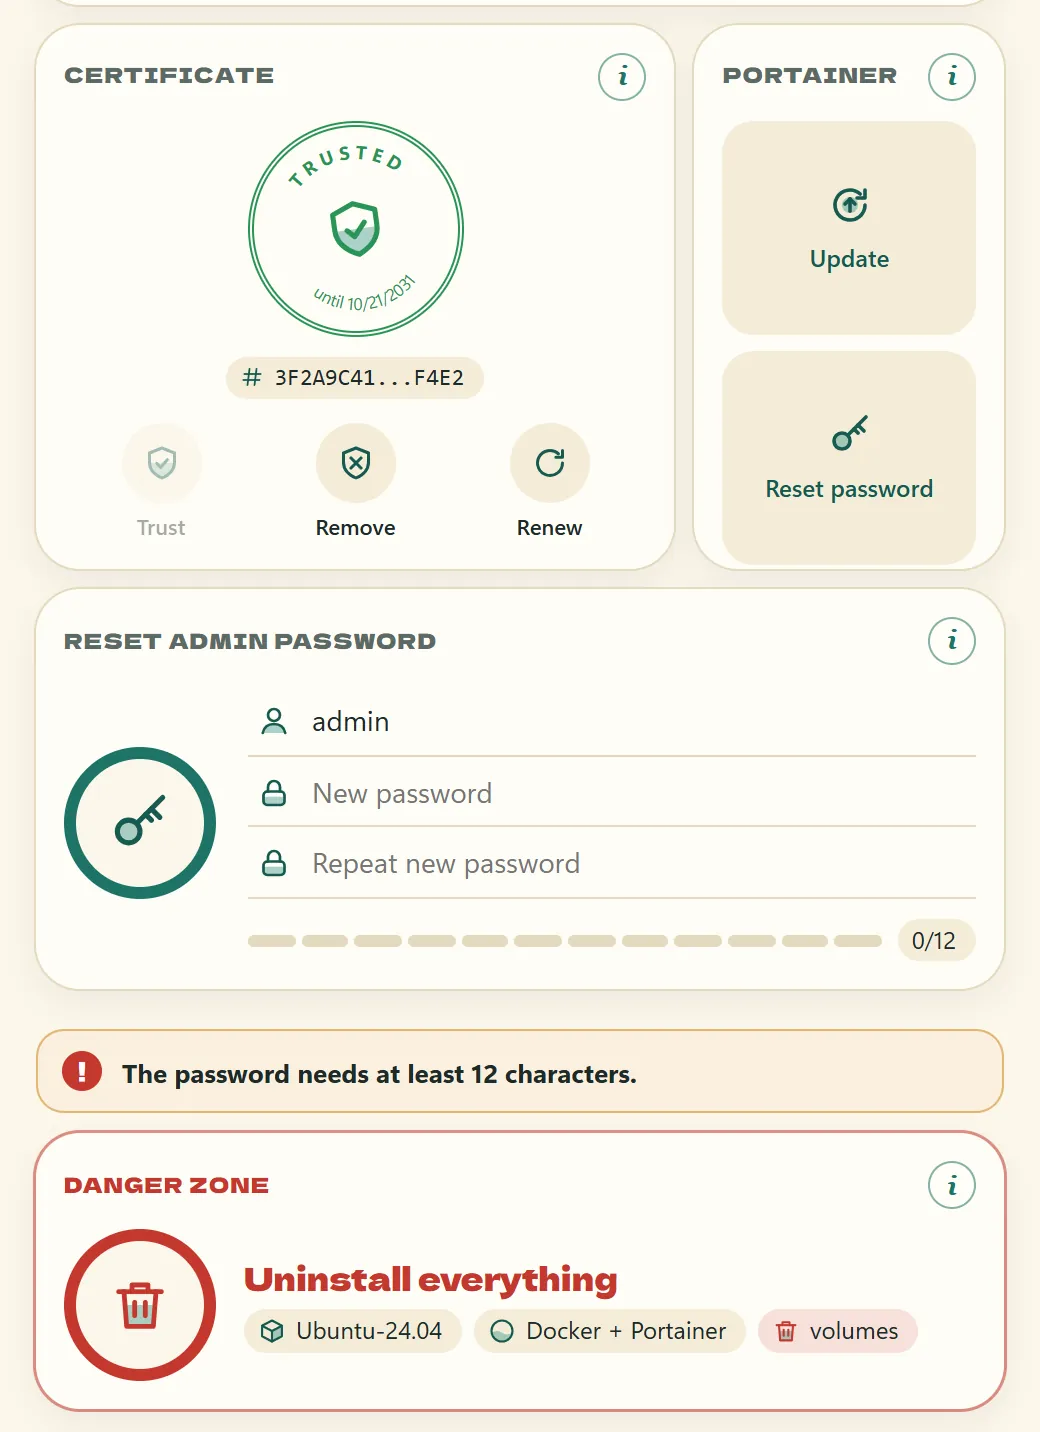 CERTIFICATE
i
TRUSTED
until 10/21/2031
# 3F2A9C41...F4E2
Trust
Remove
Renew
PORTAINER
i
Update
Reset password
RESET ADMIN PASSWORD
i
admin
New password
Repeat new password
0/12
! The password needs at least 12 characters.
DANGER ZONE
i
Uninstall everything
Ubuntu-24.04
Docker + Portainer
volumes